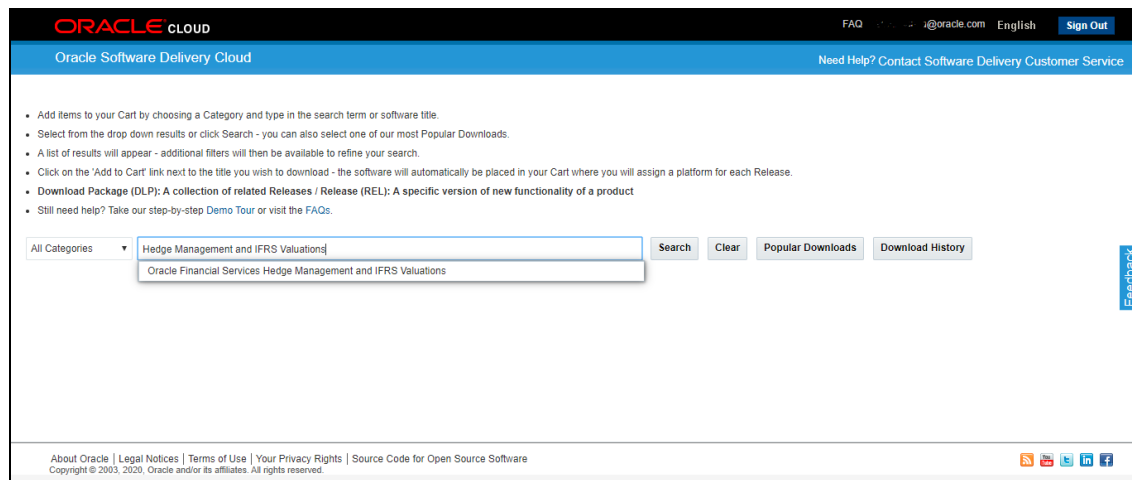 ORACLE CLOUD
FAQ @oracle.com English Sign Out
Oracle Software Delivery Cloud
Need Help? Contact Software Delivery Customer Service
• Add items to your Cart by choosing a Category and type in the search term or software title.
• Select from the drop down results or click Search - you can also select one of our most Popular Downloads.
• A list of results will appear - additional filters will then be available to refine your search.
• Click on the 'Add to Cart' link next to the title you wish to download - the software will automatically be placed in your Cart where you will assign a platform for each Release.
• Download Package (DLP): A collection of related Releases / Release (REL): A specific version of new functionality of a product
• Still need help? Take our step-by-step Demo Tour or visit the FAQs.
All Categories Hedge Management and IFRS Valuations Search Clear Popular Downloads Download History
Oracle Financial Services Hedge Management and IFRS Valuations
Feedback
About Oracle | Legal Notices | Terms of Use | Your Privacy Rights | Source Code for Open Source Software
Copyright © 2003, 2020, Oracle and/or its affiliates. All rights reserved.